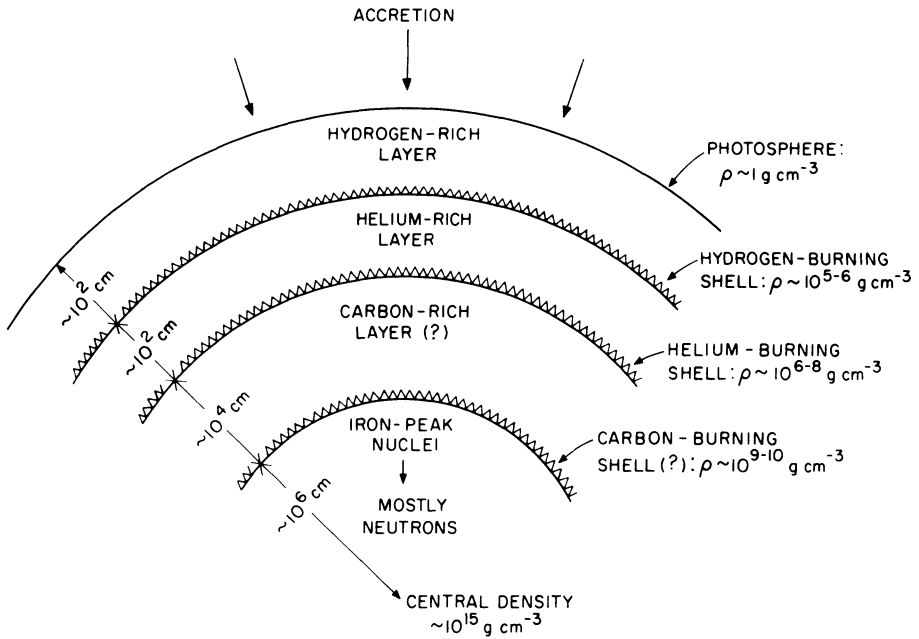 ACCRETION
HYDROGEN-RICH
LAYER
PHOTOSPHERE:
ρ ~ 1 g cm⁻³
HELIUM-RICH
LAYER
HYDROGEN-BURNING
SHELL: ρ ~ 10⁵⁻⁶ g cm⁻³
~10² cm
CARBON-RICH
LAYER (?)
~10² cm
HELIUM-BURNING
SHELL: ρ ~ 10⁶⁻⁸ g cm⁻³
~10⁴ cm
IRON-PEAK
NUCLEI
CARBON-BURNING
SHELL (?): ρ ~ 10⁹⁻¹⁰ g cm⁻³
~10⁶ cm
MOSTLY
NEUTRONS
CENTRAL DENSITY
~10¹⁵ g cm⁻³